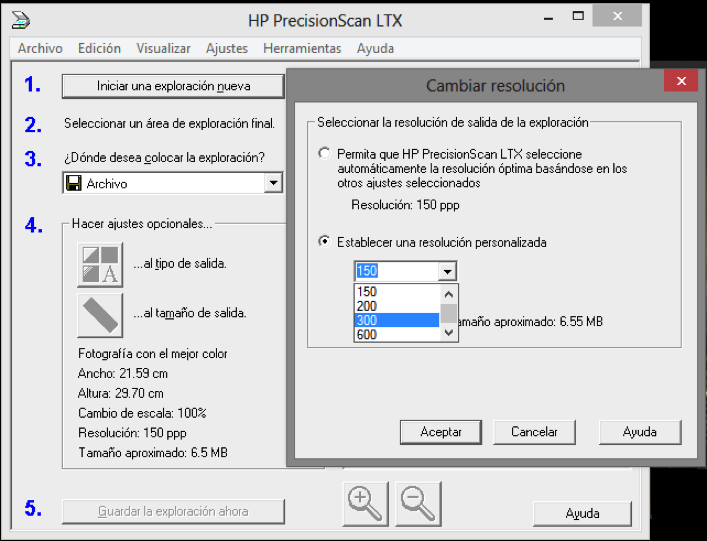 HP PrecisionScan LTX
Archivo Edición Visualizar Ajustes Herramientas Ayuda
1. Iniciar una exploración nueva
2. Seleccionar un área de exploración final.
3. ¿Dónde desea colocar la exploración?
Archivo
4. Hacer ajustes opcionales...
...al tipo de salida.
...al tamaño de salida.
Fotografía con el mejor color
Ancho: 21.59 cm
Altura: 29.70 cm
Cambio de escala: 100%
Resolución: 150 ppp
Tamaño aproximado: 6.5 MB
5. Guardar la exploración ahora
Ayuda
Cambiar resolución
Seleccionar la resolución de salida de la exploración
Permita que HP PrecisionScan LTX seleccione
automáticamente la resolución óptima basándose en los
otros ajustes seleccionados
Resolución: 150 ppp
Establecer una resolución personalizada
150
150
200
300
amaño aproximado: 6.55 MB
600
Aceptar Cancelar Ayuda